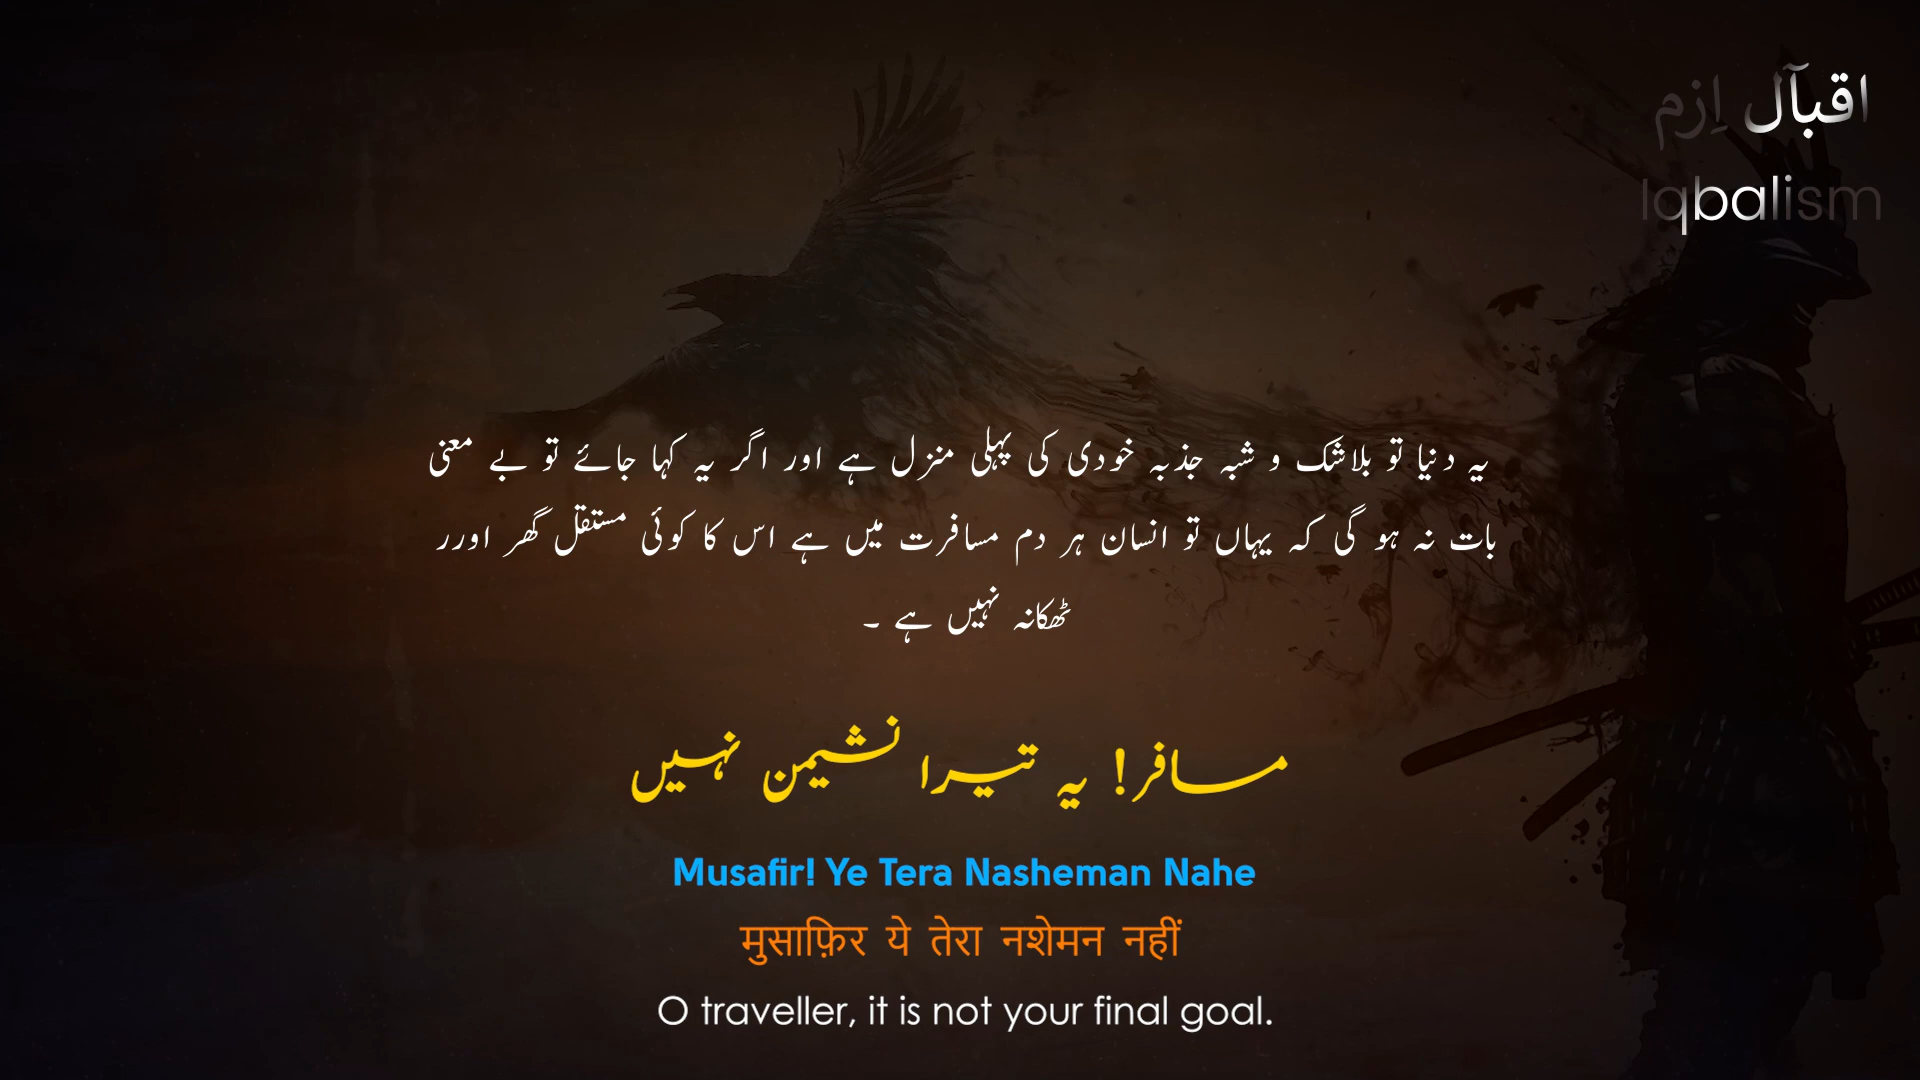 اقبآل اِزم
Iqbalism
یہ دنیا تو بلاشک و شبہ جذبہ خودی کی پہلی منزل ہے اور اگر یہ کہا جائے تو بے معنی
بات نہ ہو گی کہ یہاں تو انسان ہر دم مسافرت میں ہے اس کا کوئی مستقل گھر اورر
ٹھکانہ نہیں ہے ۔
مسافر! یہ تیرا نشیمن نہیں
Musafir! Ye Tera Nasheman Nahe
मुसाफ़िर ये तेरा नशेमन नहीं
O traveller, it is not your final goal.